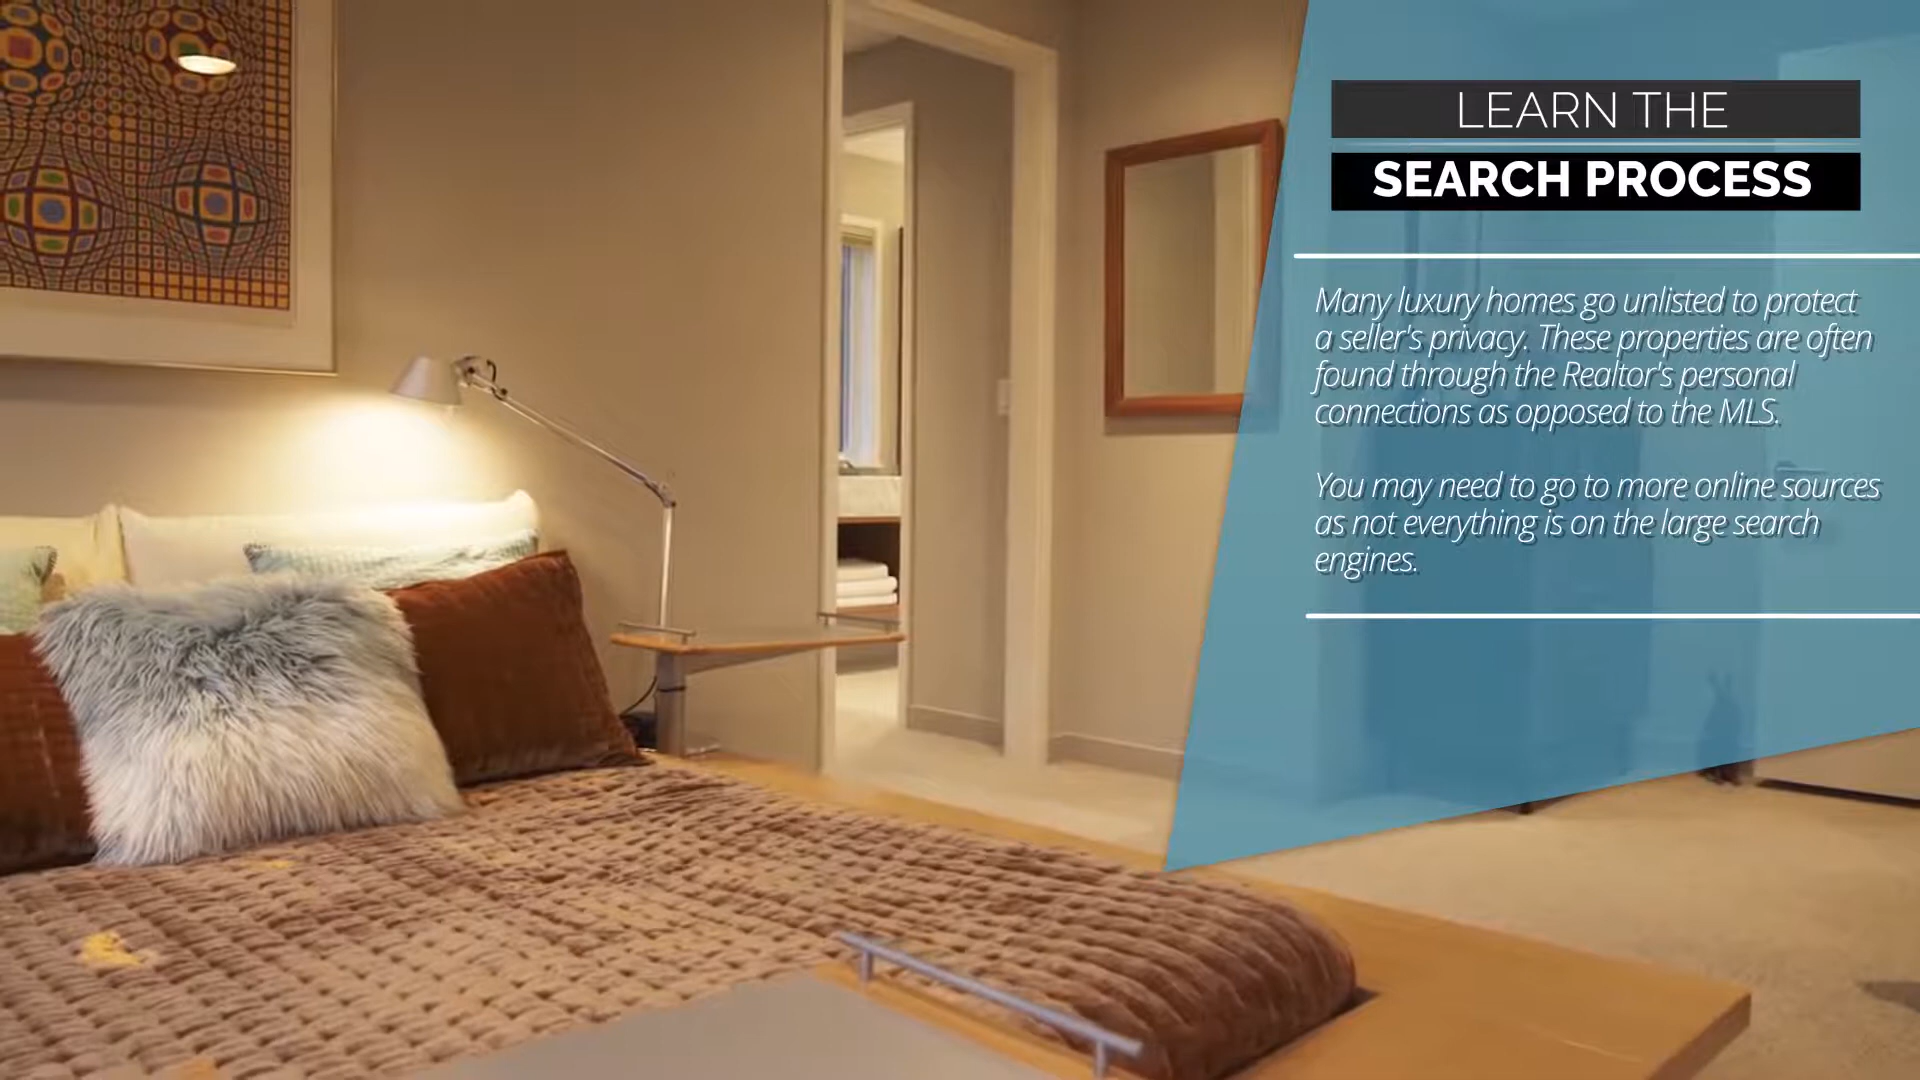 LEARN THE
SEARCH PROCESS
Many luxury homes go unlisted to protect
a seller's privacy. These properties are often
found through the Realtor's personal
connections as opposed to the MLS.
You may need to go to more online sources
as not everything is on the large search
engines.